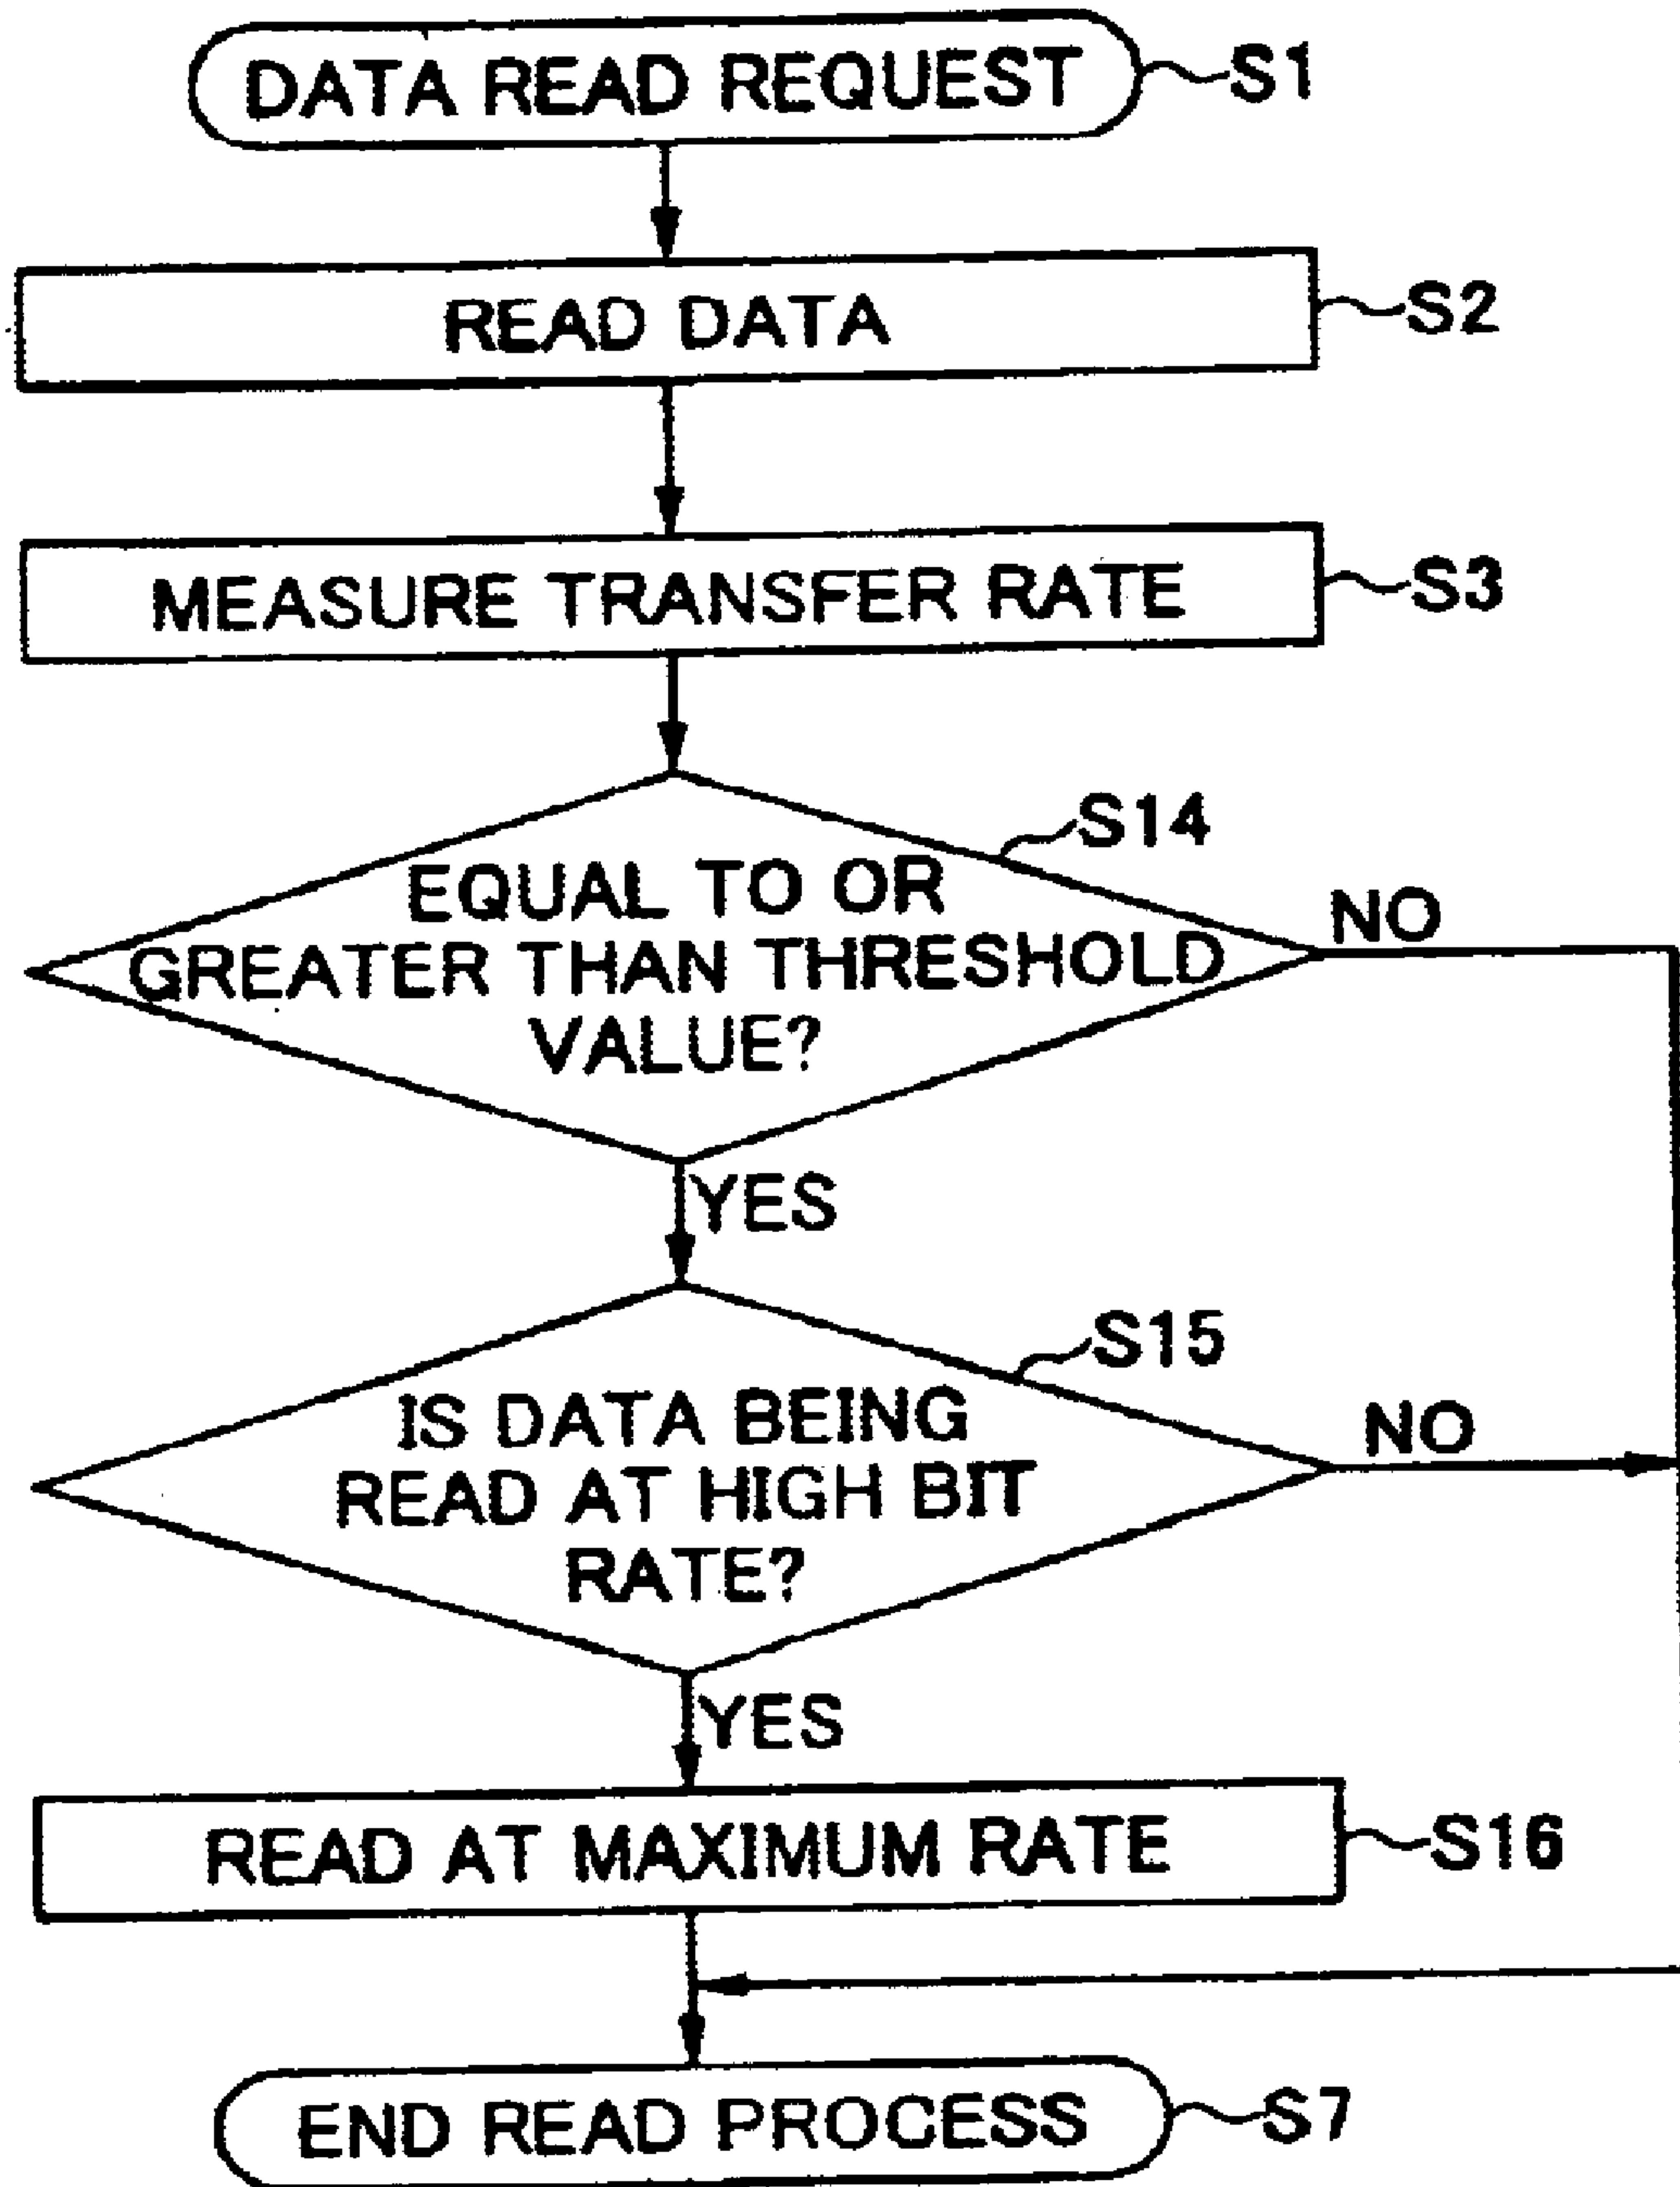 DATA READ REQUEST
S1
READ DATA
S2
MEASURE TRANSFER RATE
S3
S14
EQUAL TO OR
GREATER THAN THRESHOLD
VALUE?
NO
YES
S15
IS DATA BEING
READ AT HIGH BIT
RATE?
NO
YES
READ AT MAXIMUM RATE
S16
END READ PROCESS
S7